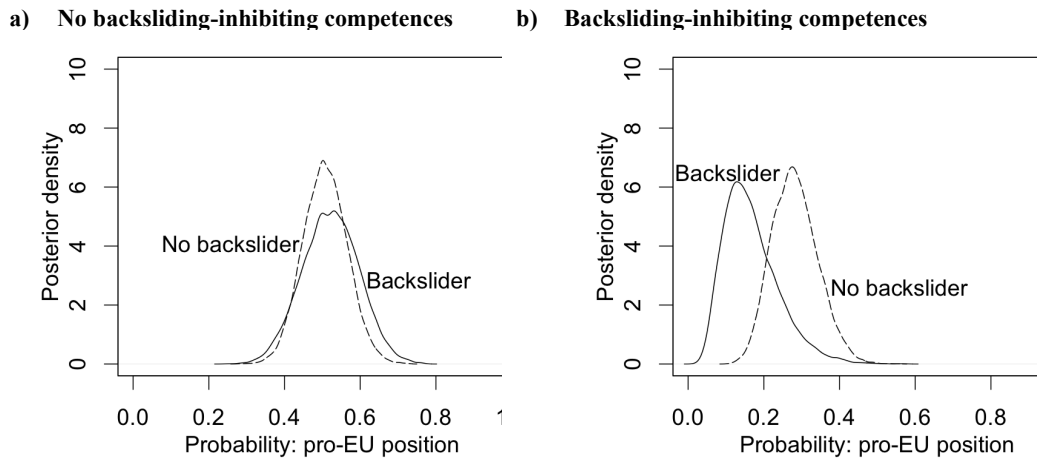 a) No backsliding-inhibiting competences
10
8
6
4
2
0
Posterior density
No backslider
Backslider
0.0 0.2 0.4 0.6 0.8 1
Probability: pro-EU position
b) Backsliding-inhibiting competences
10
8
6
4
2
0
Posterior density
Backslider
No backslider
0.0 0.2 0.4 0.6 0.8
Probability: pro-EU position